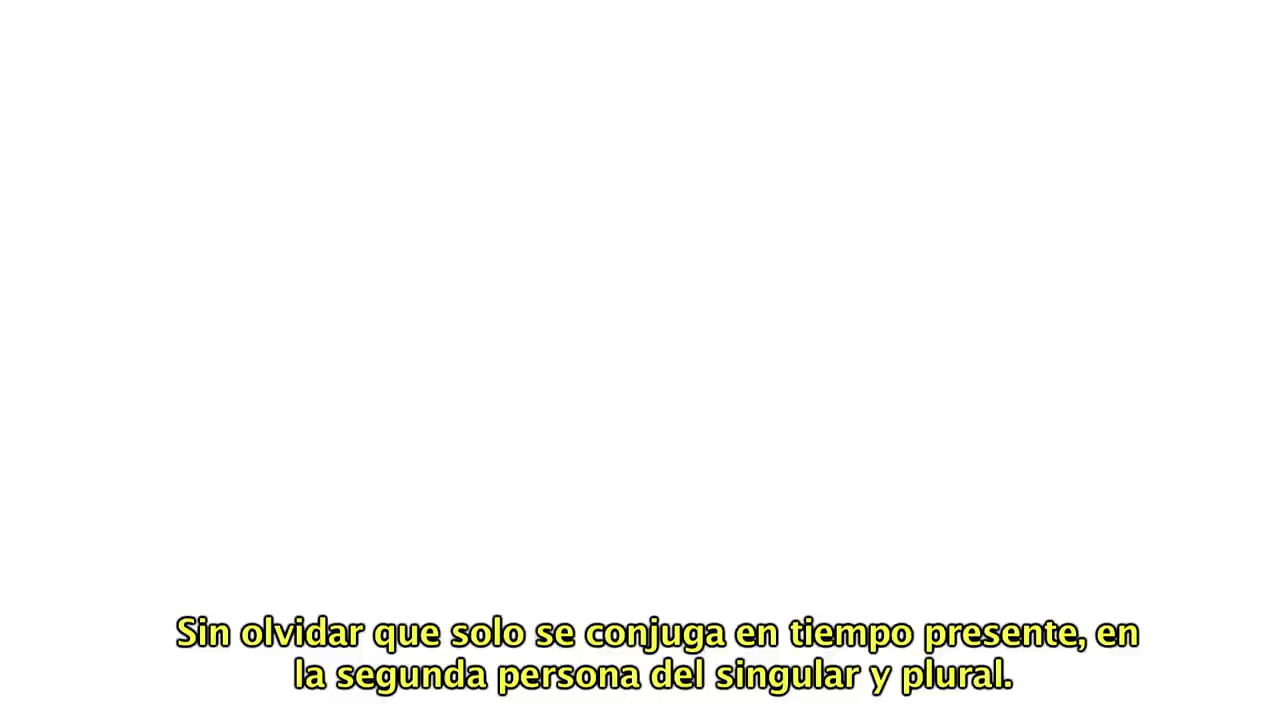 Sin olvidar que solo se conjuga en tiempo presente, en
la segunda persona del singular y plural.